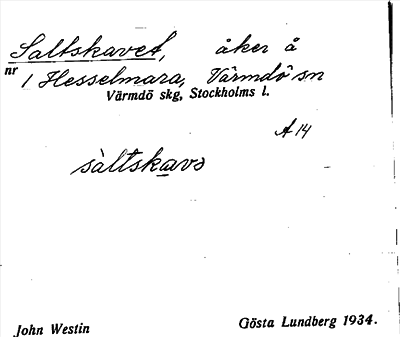 Saltskavet, åker å
nr 1 Hesselmara, Värmdö sn
Värmdö skg, Stockholms l.
A 14
sàltskavə
John Westin
Gösta Lundberg 1934.